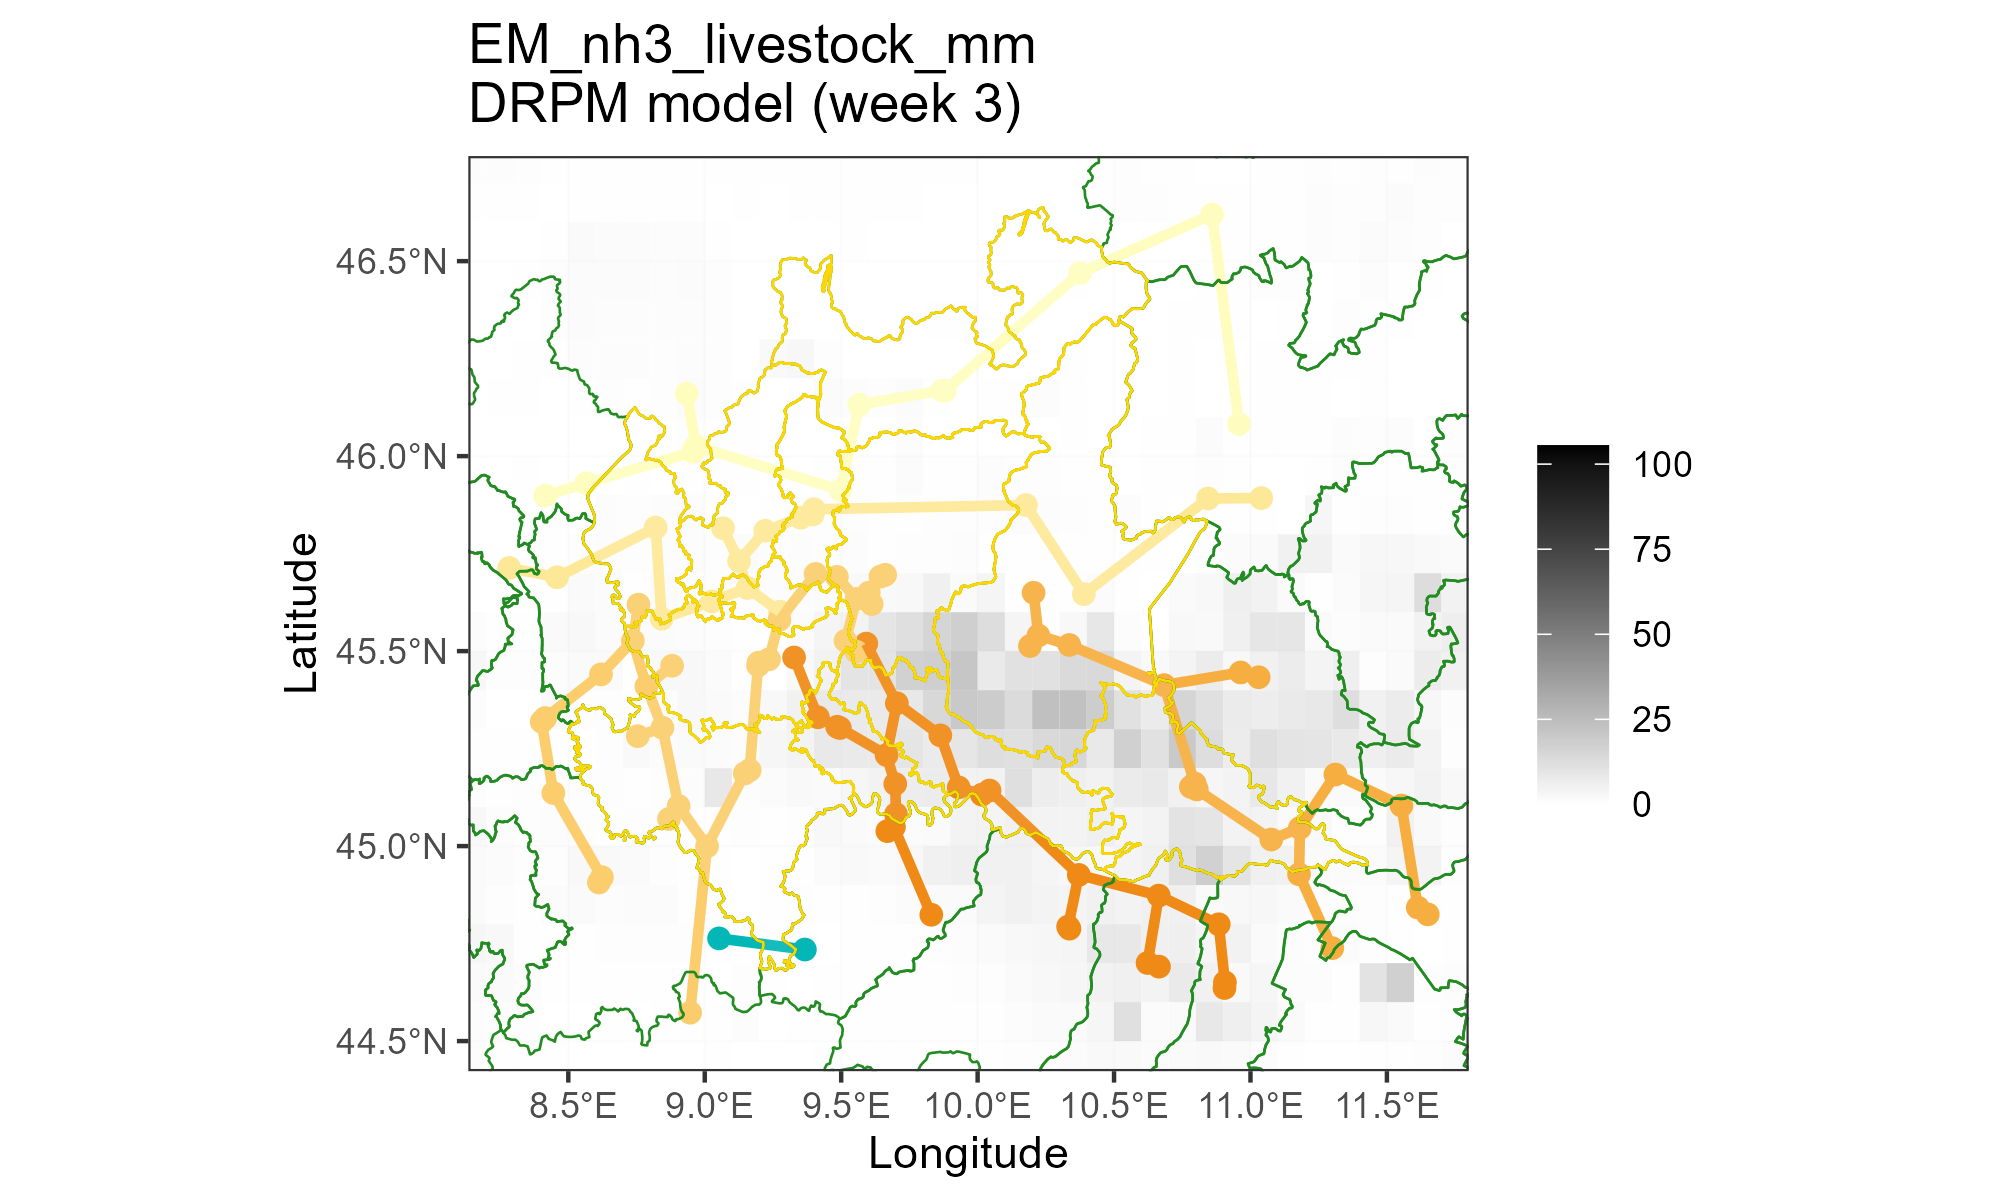 EM_nh3_livestock_mm
DRPM model (week 3)
46.5°N
46.0°N
45.5°N
45.0°N
44.5°N
Latitude
8.5°E
9.0°E
9.5°E
10.0°E
10.5°E
11.0°E
11.5°E
Longitude
100
75
50
25
0